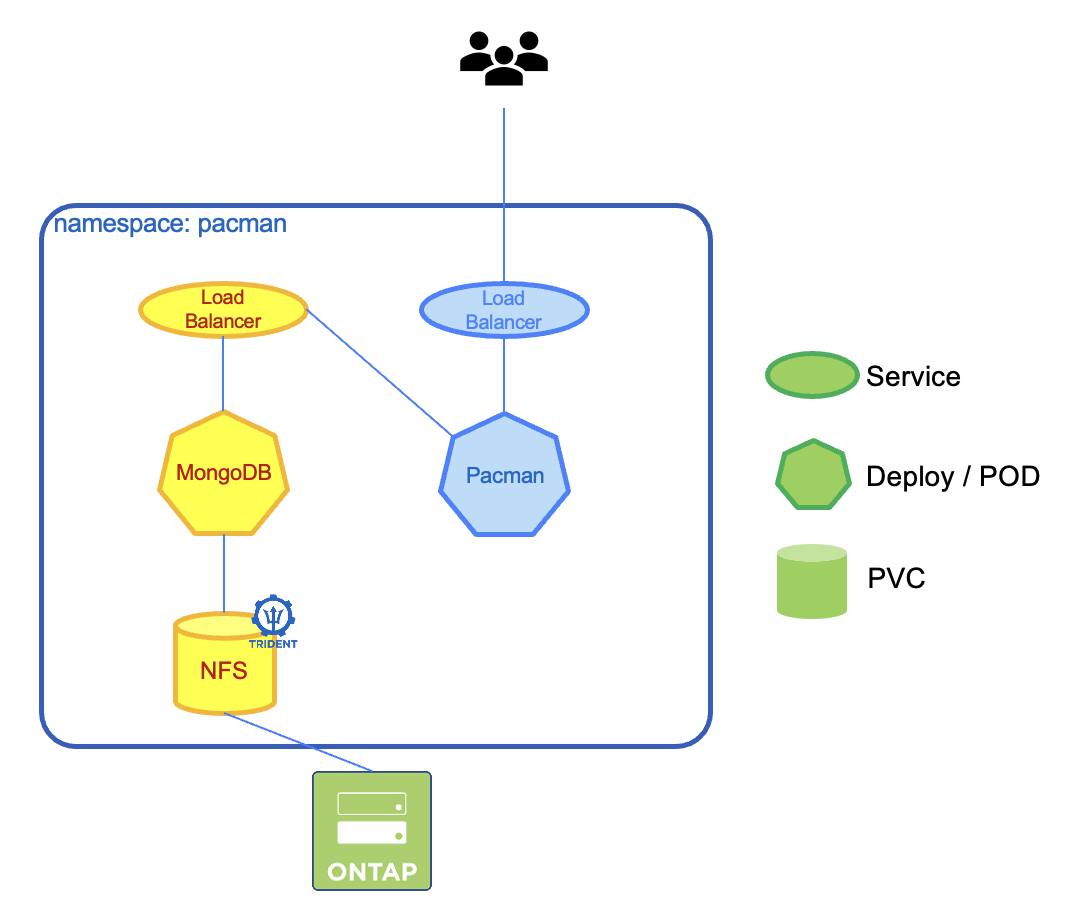 namespace: pacman
Load
Balancer
Load
Balancer
Service
MongoDB
Pacman
Deploy / POD
PVC
TRIDENT
NFS
ONTAP